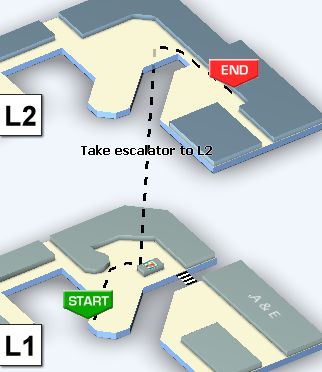 END
L2
Take escalator to L2
START
A & E
L1